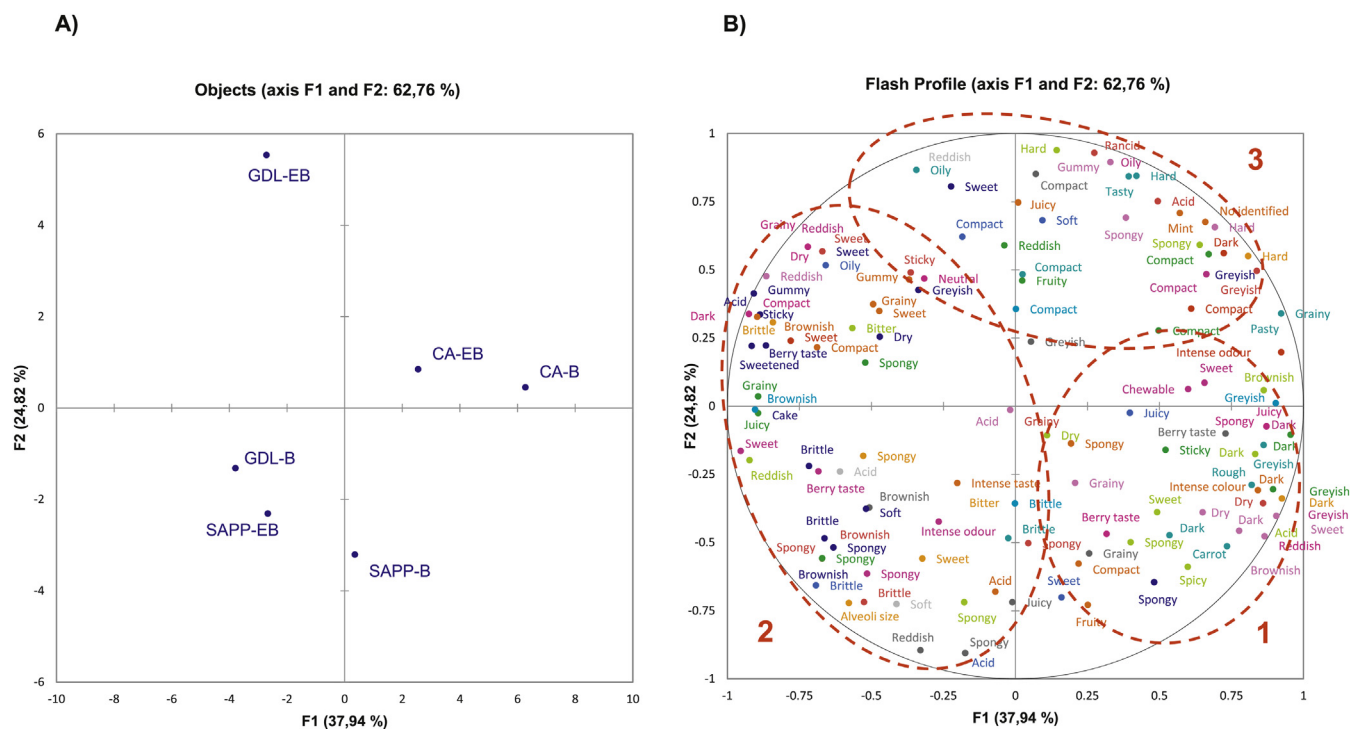 A)
B)
Objects (axis F1 and F2: 62,76 %)
Flash Profile (axis F1 and F2: 62,76 %)
6
4
2
0
-2
-4
-6
-10
-8
-6
-4
-2
0
2
4
6
8
10
F1 (37,94 %)
F2 (24,82 %)
GDL-EB
CA-EB
CA-B
GDL-B
SAPP-EB
SAPP-B
1
0.75
0.5
0.25
0
-0.25
-0.5
-0.75
-1
-1
-0.75
-0.5
-0.25
0
0.25
0.5
0.75
1
F1 (37,94 %)
F2 (24,82 %)
3
2
1
Reddish
Oily
Sweet
Hard
Rancid
Gummy
Oily
Compact
Hard
Tasty
Juicy
Acid
Noidentified
Compact
Soft
Spongy
Mint
Hard
Spongy
Dark
Reddish
Compact
Hard
Compact
Fruity
Greyish
Compact
Greyish
Compact
Compact
Grainy
Pasty
Compact
Greyish
Intense odour
Grainy
Reddish
Sweet
Dry
Sweet
Oily
Sticky
Reddish
Gummy
Neutral
Gummy
Greyish
Acid
Compact
Grainy
Dark
Sticky
Sweet
Brittle
Brownish
Bitter
Sweet
Dry
Berry taste
Compact
Sweetened
Spongy
Grainy
Brownish
Cake
Juicy
Sweet
Reddish
Acid
Grainy
Brittle
Spongy
Acid
Berry taste
Intense taste
Brownish
Bitter
Brittle
Soft
Brittle
Intense odour
Brittle
Brownish
Spongy
Spongy
Spongy
Spongy
Sweet
Brownish
Spongy
Brittle
Brittle
Acid
Alveoli size
Soft
Spongy
Juicy
Reddish
Spongy
Acid
Sweet
Chewable
Brownish
Greyish
Juicy
Juicy
Spongy
Dark
Berry taste
Dry
Spongy
Sticky
Dark
Dark
Greyish
Rough
Grainy
Intense colour
Dark
Greyish
Sweet
Dry
Dark
Dry
Greyish
Berry taste
Dark
Dark
Sweet
Acid
Spongy
Carrot
Reddish
Grainy
Compact
Spicy
Brownish
Sweet
Spongy
Fruity